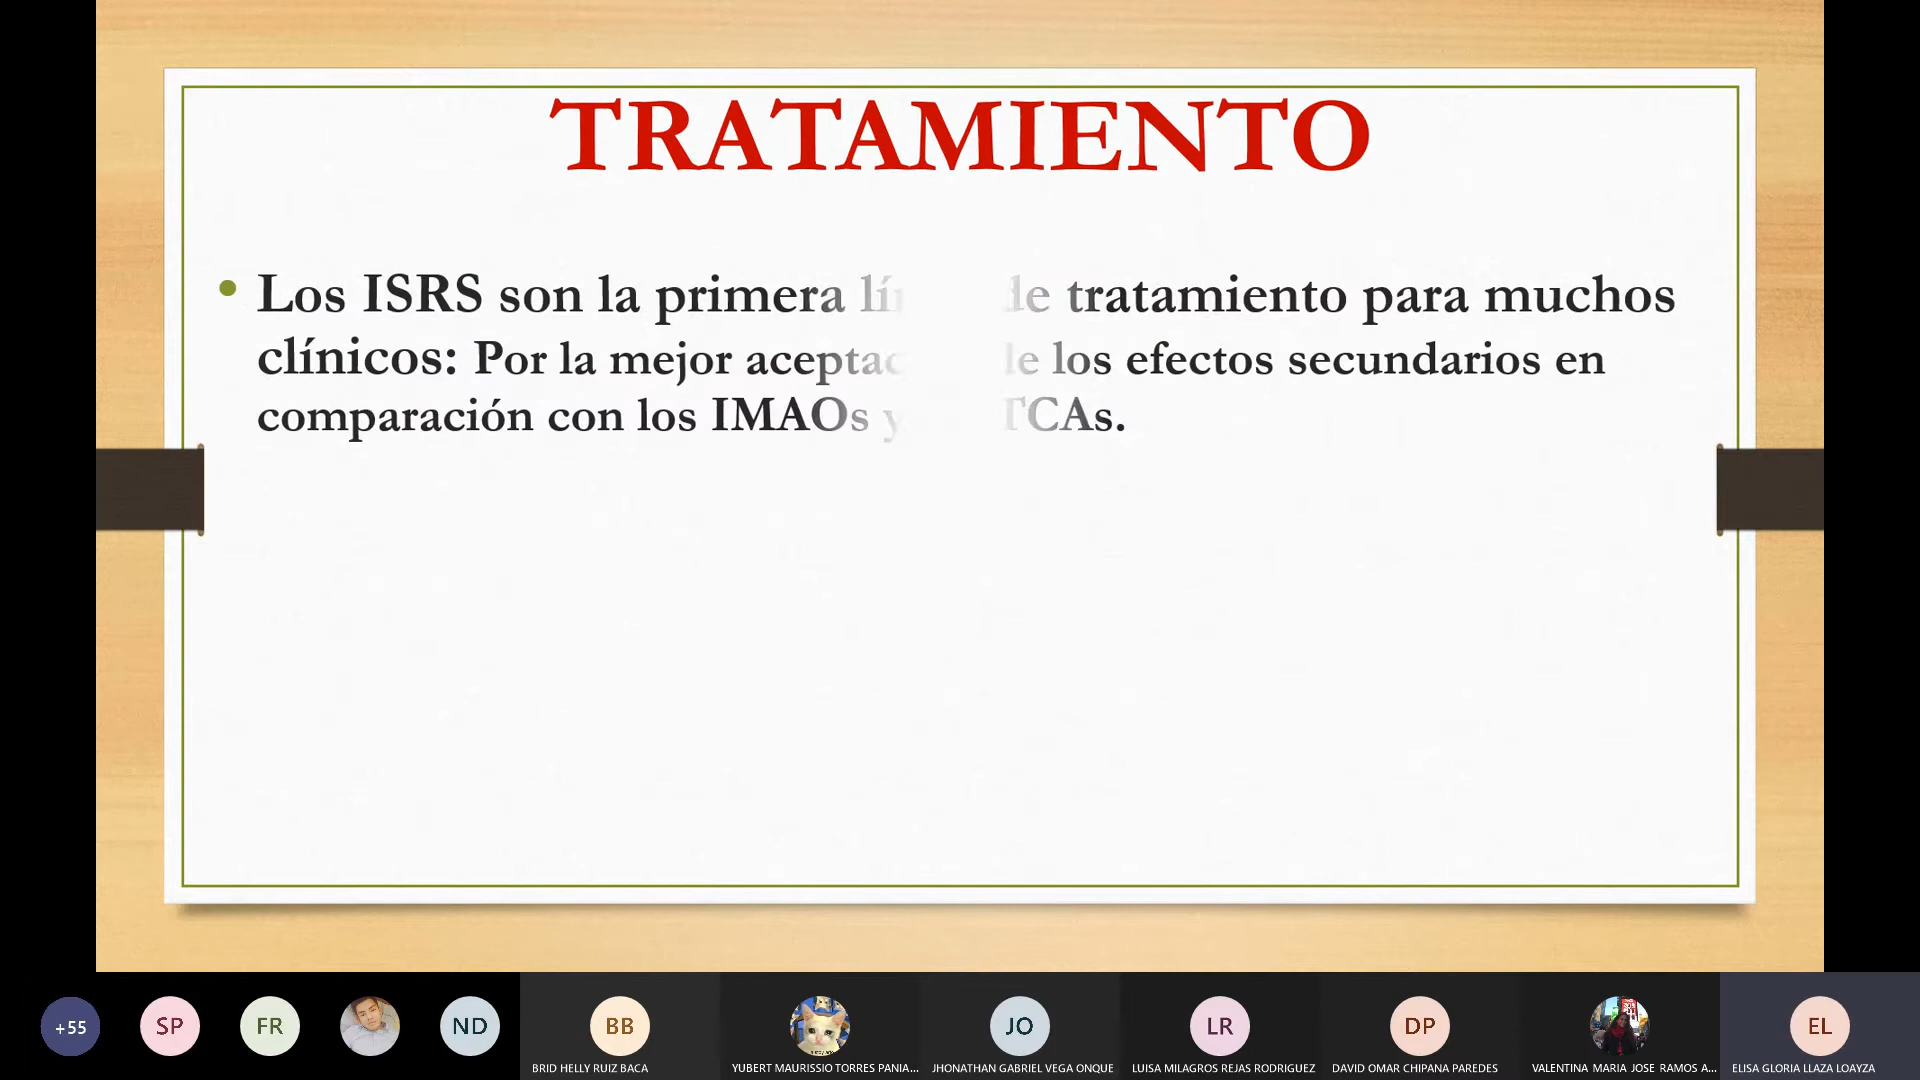 TRATAMIENTO
• Los ISRS son la primera lí de tratamiento para muchos
clínicos: Por la mejor aceptac de los efectos secundarios en
comparación con los IMAOs y TCAs.
+55 SP FR ND BB JO LR DP EL
BRID HELLY RUIZ BACA YUBERT MAURISSIO TORRES PANIA... JHONATHAN GABRIEL VEGA ONQUE LUISA MILAGROS REJAS RODRIGUEZ DAVID OMAR CHIPANA PAREDES VALENTINA MARIA JOSE RAMOS A... ELISA GLORIA LLAZA LOAYZA